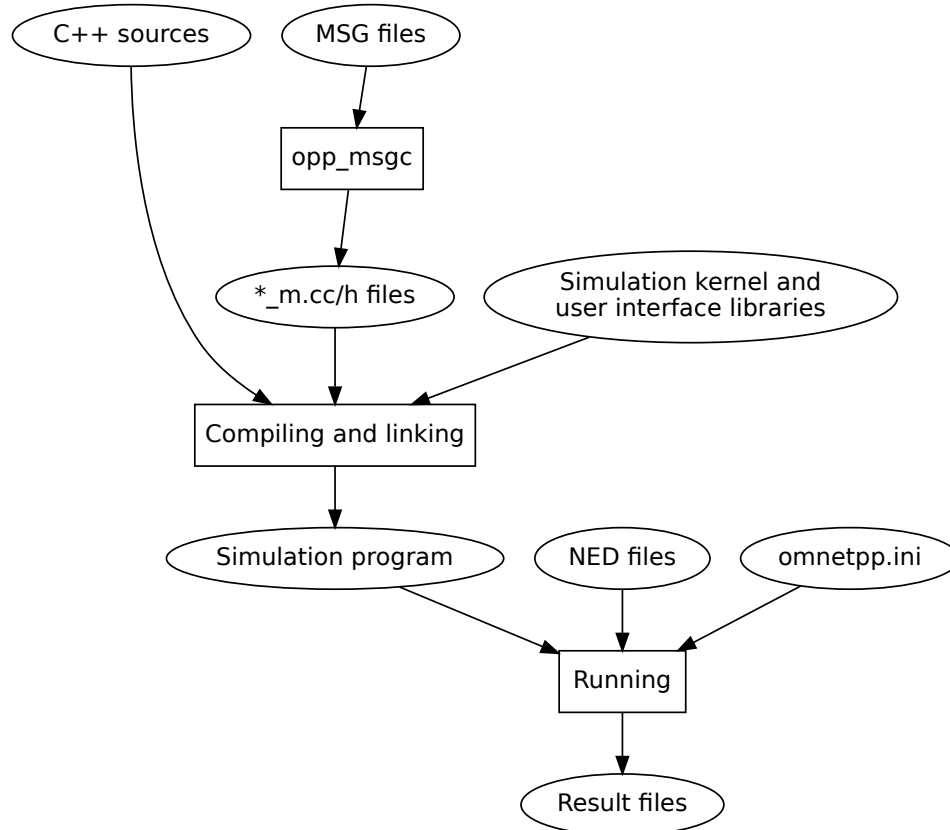 C++ sources
MSG files
opp_msgc
*_m.cc/h files
Simulation kernel and
user interface libraries
Compiling and linking
Simulation program
NED files
omnetpp.ini
Running
Result files